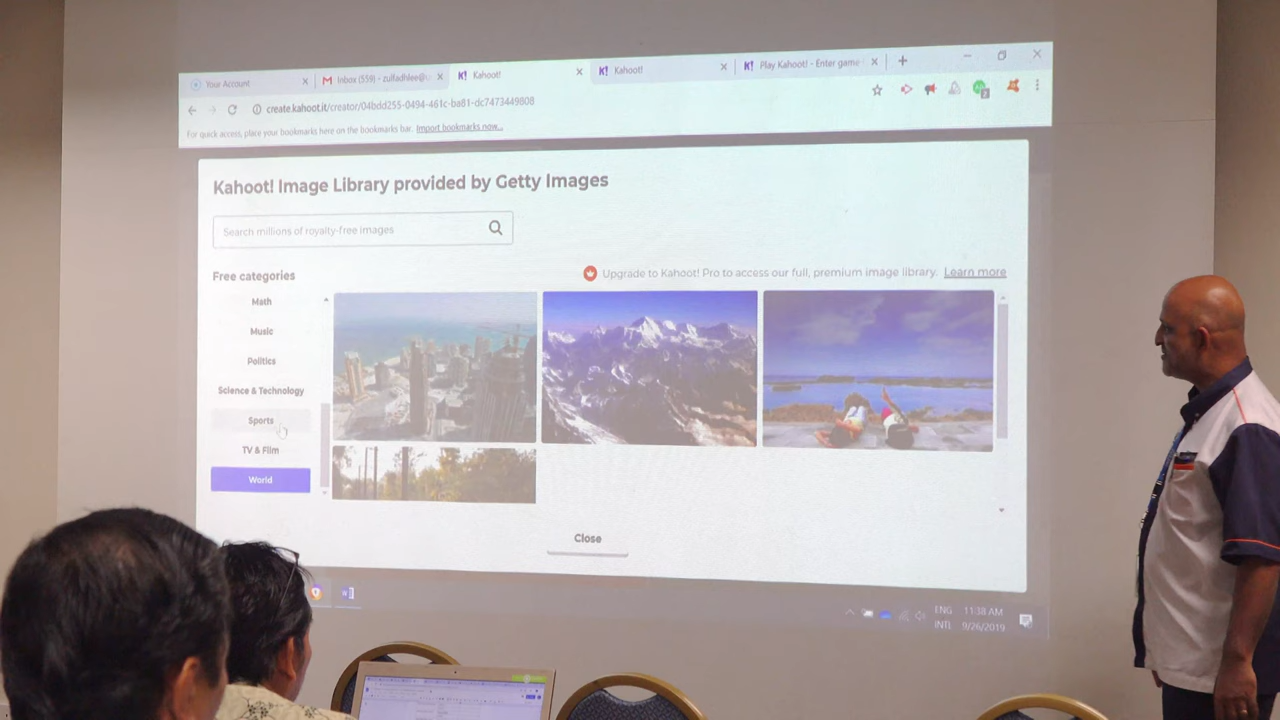 Your Account
Inbox (559) - zulfadhlee@u
K! Kahoot!
K! Kahoot!
K! Play Kahoot! - Enter game
create.kahoot.it/creator/04bdd255-0494-461c-ba81-dc7473449808
For quick access, place your bookmarks here on the bookmarks bar. Import bookmarks now...
Kahoot! Image Library provided by Getty Images
Search millions of royalty-free images
Free categories
Upgrade to Kahoot! Pro to access our full, premium image library. Learn more
Math
Music
Politics
Science & Technology
Sports
TV & Film
World
Close
ENG 11:38 AM
INTL 9/26/2019